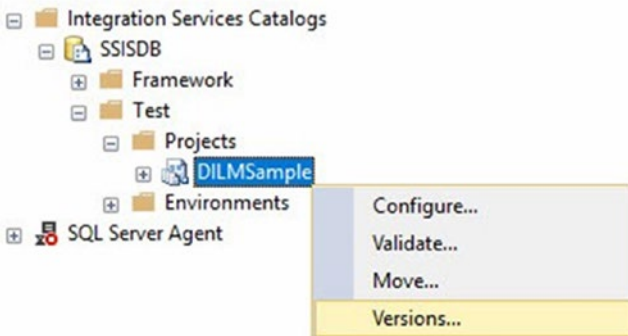 Integration Services Catalogs
SSISDB
Framework
Test
Projects
DILMSample
Environments
SQL Server Agent
Configure...
Validate...
Move...
Versions...